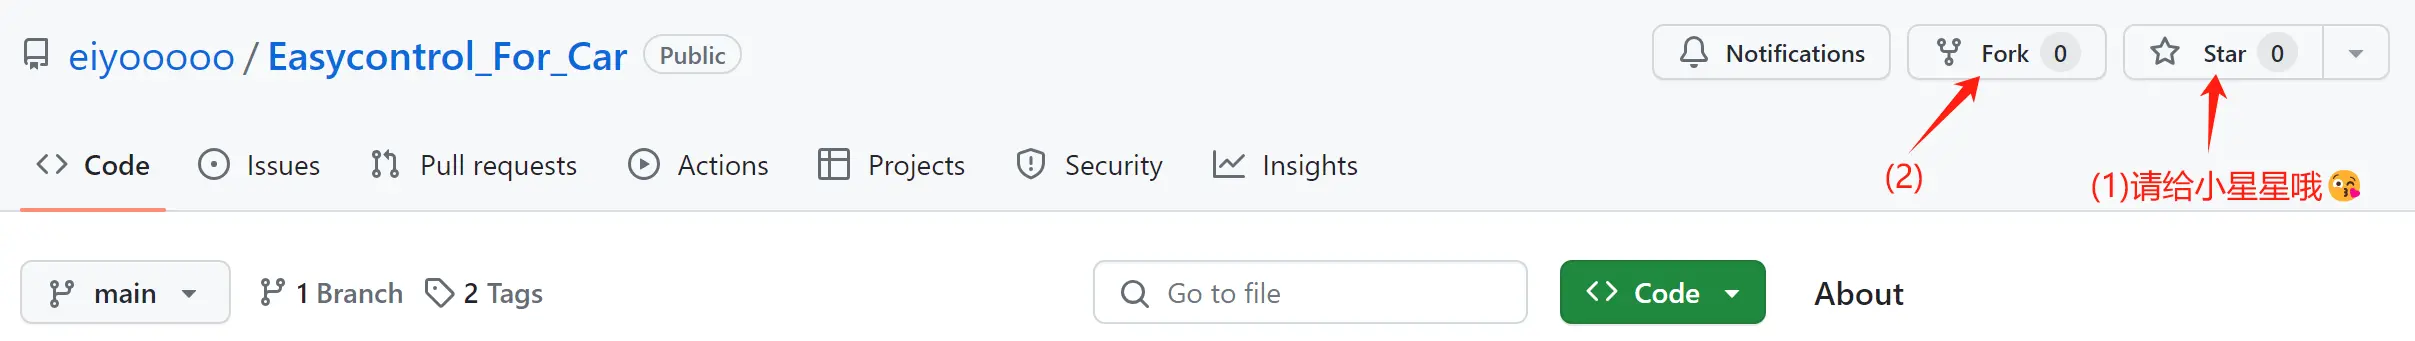 eiyooooo / Easycontrol_For_Car Public Notifications Fork 0 Star 0
Code Issues Pull requests Actions Projects Security Insights
(2)
(1)请给小星星哦😘
main 1 Branch 2 Tags Go to file Code About